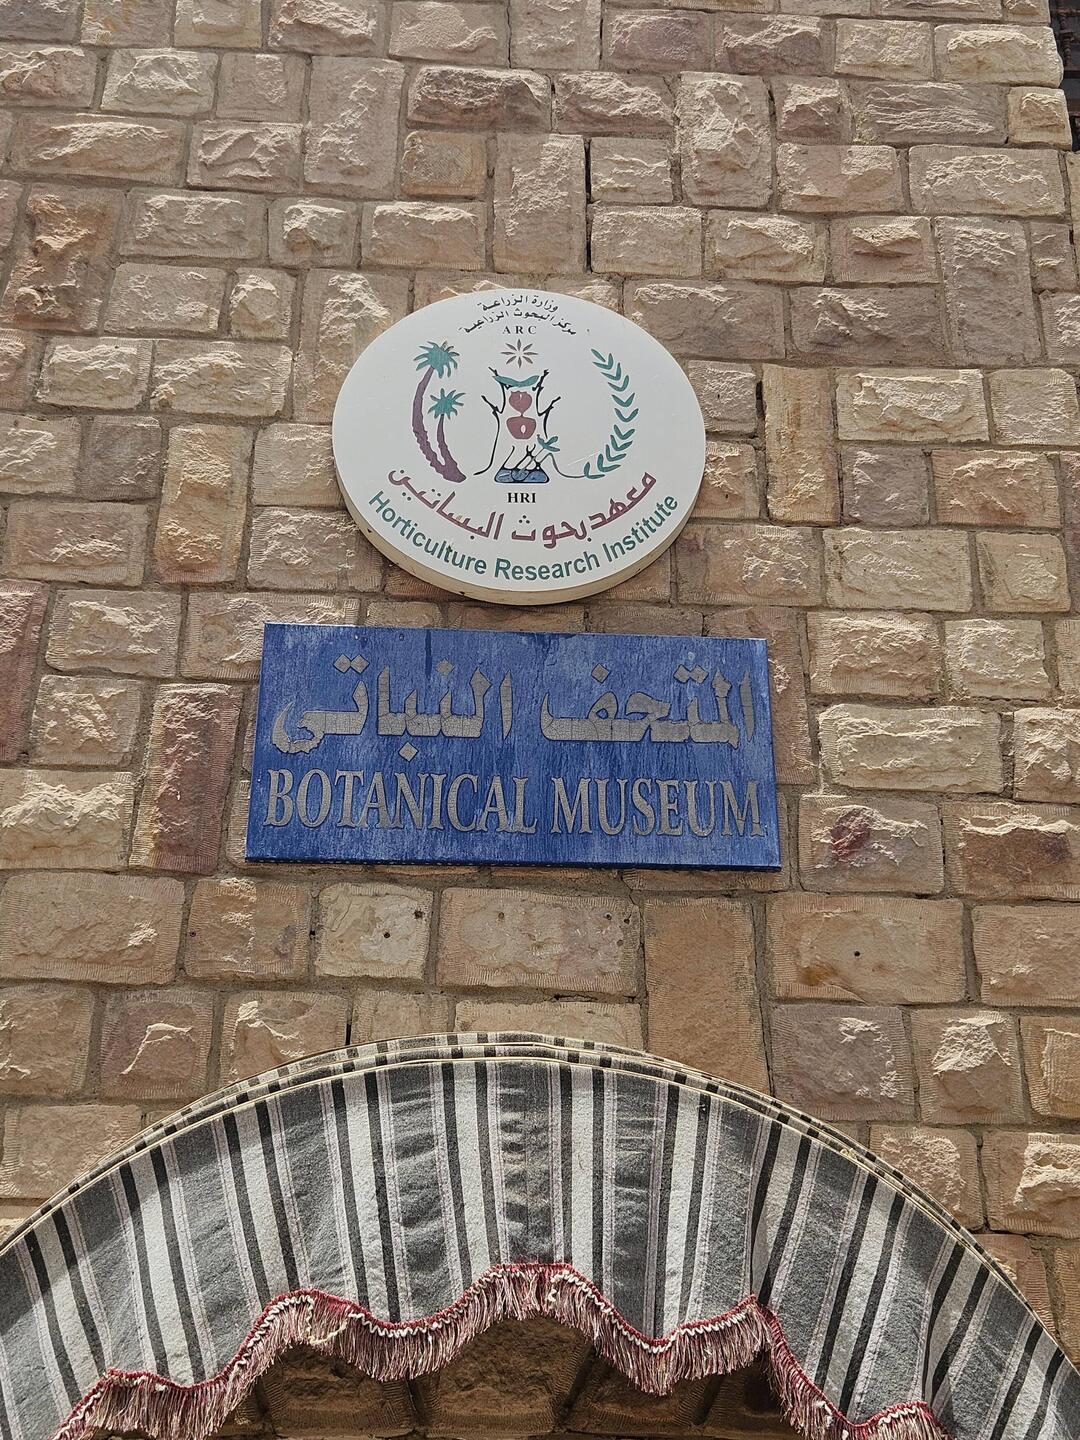 وزارة الزراعة
مركز البحوث الزراعية
ARC
HRI
معهد بحوث البساتين
Horticulture Research Institute
المتحف النباتي
BOTANICAL MUSEUM